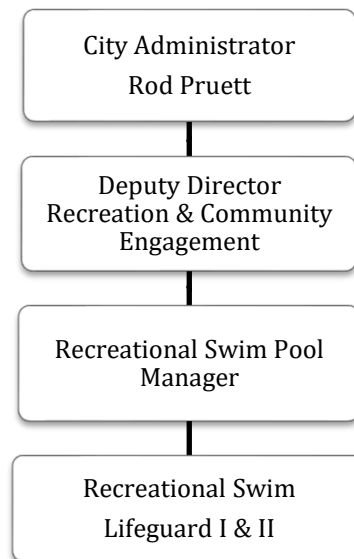 City Administrator
Rod Pruett
Deputy Director
Recreation & Community
Engagement
Recreational Swim Pool
Manager
Recreational Swim
Lifeguard I & II